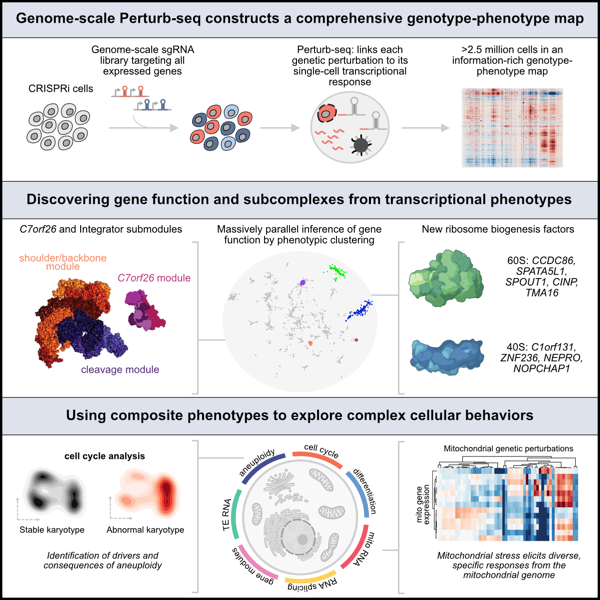 Genome-scale Perturb-seq constructs a comprehensive genotype-phenotype map
CRISPRi cells
Genome-scale sgRNA
library targeting all
expressed genes
Perturb-seq: links each
genetic perturbation to its
single-cell transcriptional
response
>2.5 million cells in an
information-rich genotype-
phenotype map
Discovering gene function and subcomplexes from transcriptional phenotypes
C7orf26 and Integrator submodules
shoulder/backbone
module
C7orf26 module
cleavage module
Massively parallel inference of gene
function by phenotypic clustering
New ribosome biogenesis factors
60S: CCDC86,
SPATA5L1,
SPOUT1, CINP,
TMA16
40S: C1orf131,
ZNF236, NEPRO,
NOPCHAP1
Using composite phenotypes to explore complex cellular behaviors
cell cycle analysis
Stable karyotype
Abnormal karyotype
Identification of drivers and
consequences of aneuploidy
aneuploidy
cell cycle
differentiation
mito RNA
RNA splicing
gene modules
TE RNA
Mitochondrial genetic perturbations
mito gene
expression
Mitochondrial stress elicits diverse,
specific responses from the
mitochondrial genome